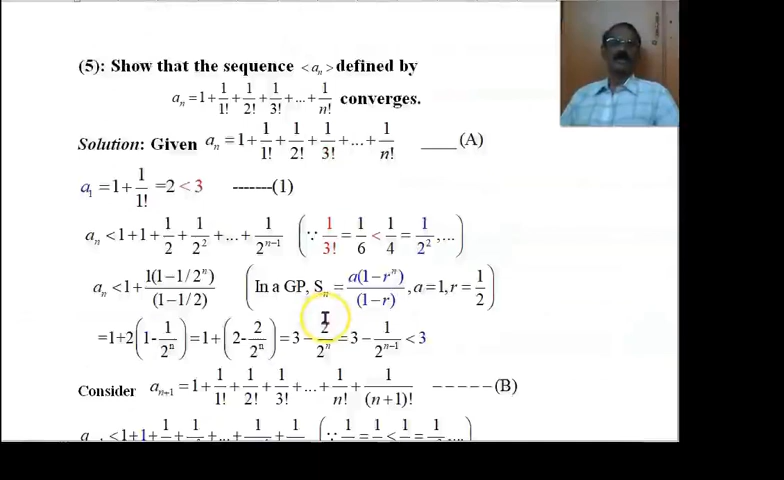 (5): Show that the sequence <aₙ> defined by
aₙ = 1 + 1/1! + 1/2! + 1/3! + ... + 1/n! converges.
Solution: Given aₙ = 1 + 1/1! + 1/2! + 1/3! + ... + 1/n! ____(A)
a₁ = 1 + 1/1! =2 < 3 -------(1)
aₙ < 1 + 1 + 1/2 + 1/2² + ... + 1/2ⁿ⁻¹ (∵ 1/3! = 1/6 < 1/4 = 1/2²,...)
aₙ < 1 + 1(1−1/2ⁿ)/(1−1/2) (In a GP, Sₙ = a(1−rⁿ)/(1−r), a = 1, r = 1/2)
=1+2(1-1/2ⁿ) =1+(2-2/2ⁿ) =3−2/2ⁿ =3−1/2ⁿ⁻¹ < 3
Consider aₙ₊₁ = 1 + 1/1! + 1/2! + 1/3! + ... + 1/n! + 1/(n+1)! -----(B)